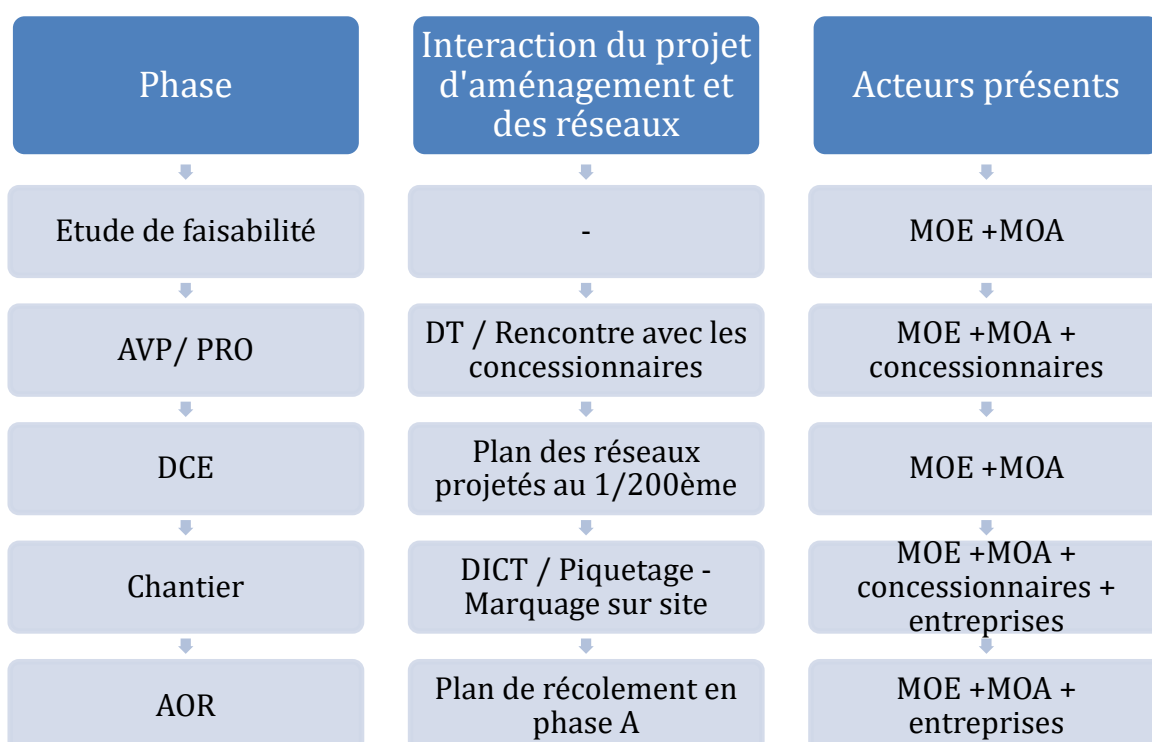 Phase
Interaction du projet
d'aménagement et
des réseaux
Acteurs présents
Etude de faisabilité
-
MOE +MOA
AVP/ PRO
DT / Rencontre avec les
concessionnaires
MOE +MOA +
concessionnaires
DCE
Plan des réseaux
projetés au 1/200ème
MOE +MOA
Chantier
DICT / Piquetage -
Marquage sur site
MOE +MOA +
concessionnaires +
entreprises
AOR
Plan de récolement en
phase A
MOE +MOA +
entreprises